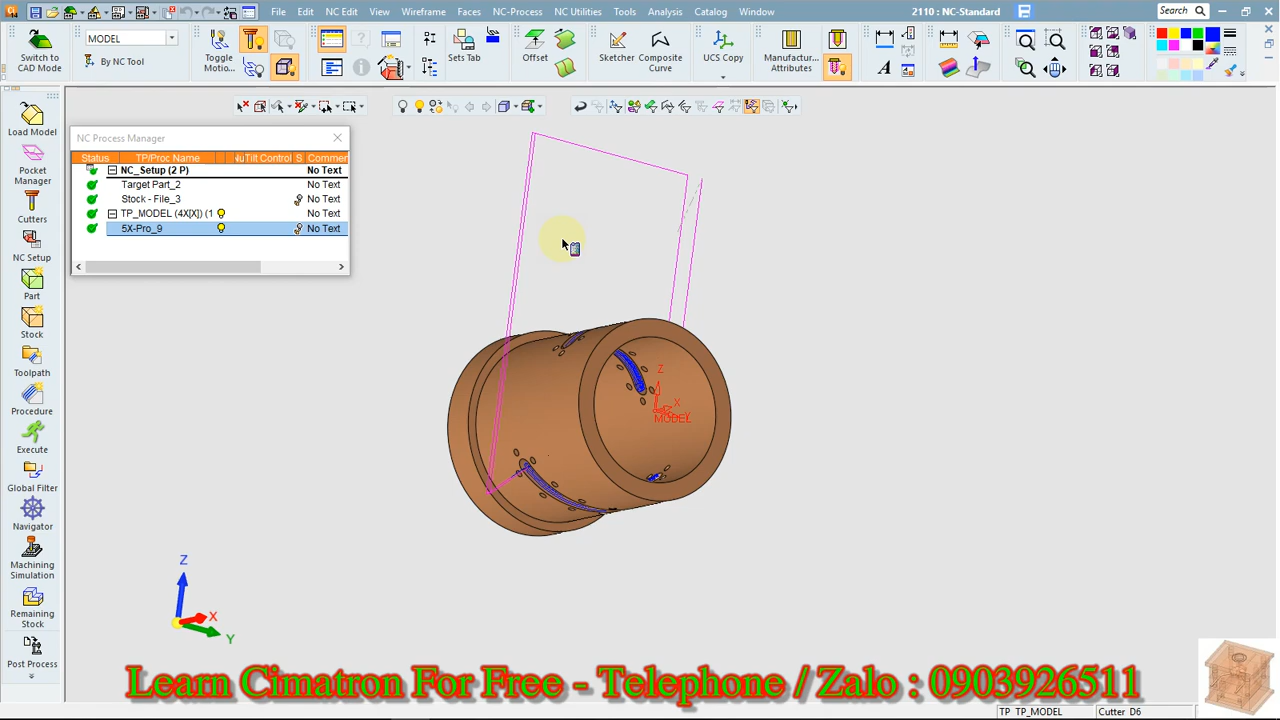 File Edit NC Edit Views Wireframe Faces NC-Process NC Utilities Tools Analysis Catalog Window
2110 : NC-Standard
Search
Switch to CAD Mode
MODEL
By NC Tool
Toggle Motio...
Sets Tab
Offset
Sketcher
Composite Curve
UCS Copy
Manufactur... Attributes
Load Model
Pocket Manager
Cutters
NC Setup
Part
Stock
Toolpath
Procedure
Execute
Global Filter
Navigator
Machining Simulation
Remaining Stock
Post Process
NC Process Manager
Status TP/Proc Name Tilt Control S Commer
NC_Setup (2 P) No Text
Target Part_2 No Text
Stock - File_3 No Text
TP_MODEL (4X[X]) (1 No Text
5X-Pro_9 No Text
Z
X
MODEL
Z
X
Y
Learn Cimatron For Free - Telephone / Zalo : 0903926511
TP TP_MODEL Cutter D6